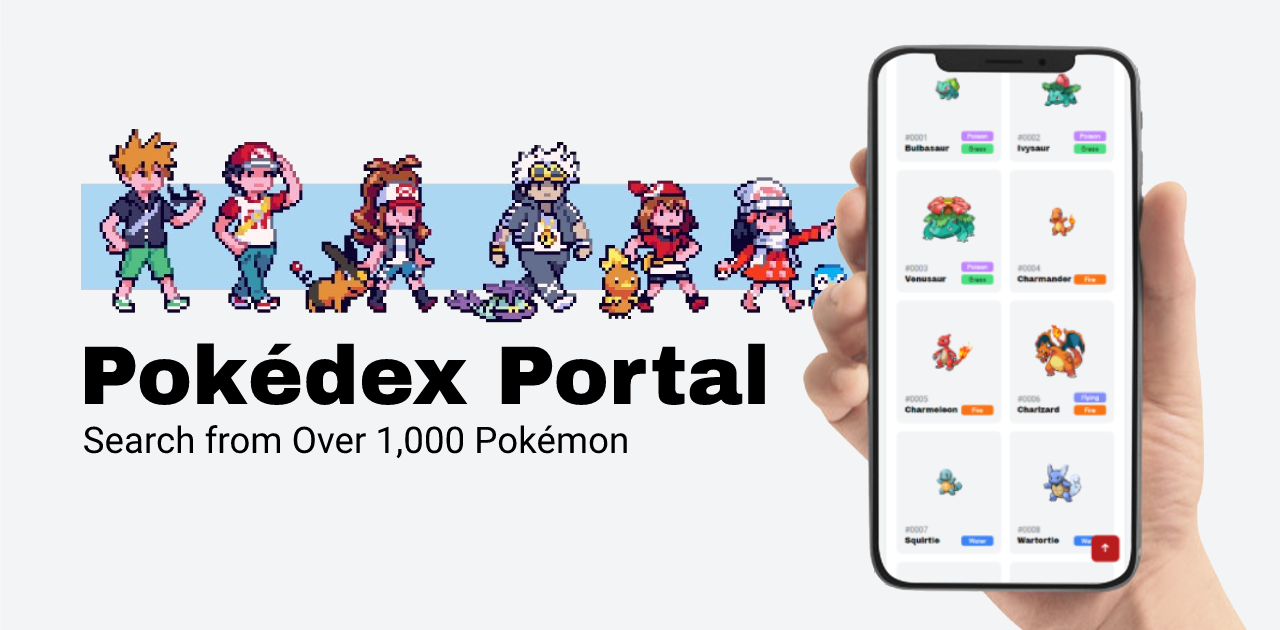 Pokédex Portal
Search from Over 1,000 Pokémon
#0001
Bulbasaur
Poison
Grass
#0002
Ivysaur
Poison
Grass
#0003
Venusaur
Poison
Grass
#0004
Charmander
Fire
#0005
Charmeleon
Fire
#0006
Charizard
Flying
Fire
#0007
Squirtle
Water
#0008
Wartortle
Wa